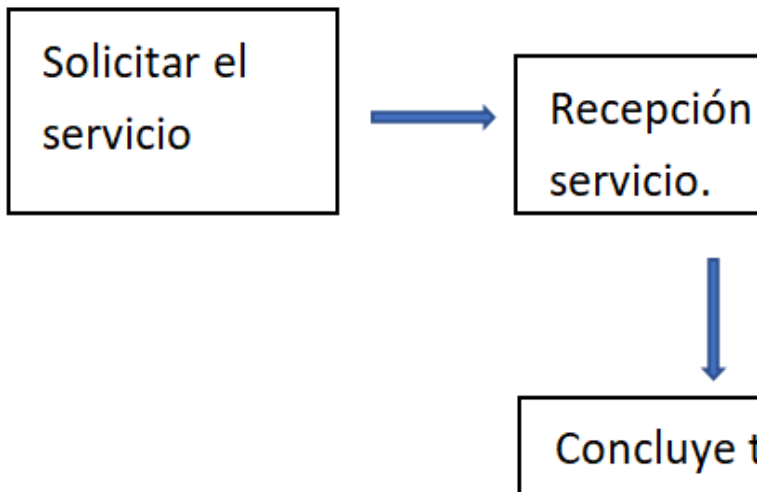 Solicitar el
servicio
Recepción
servicio.
Concluye t